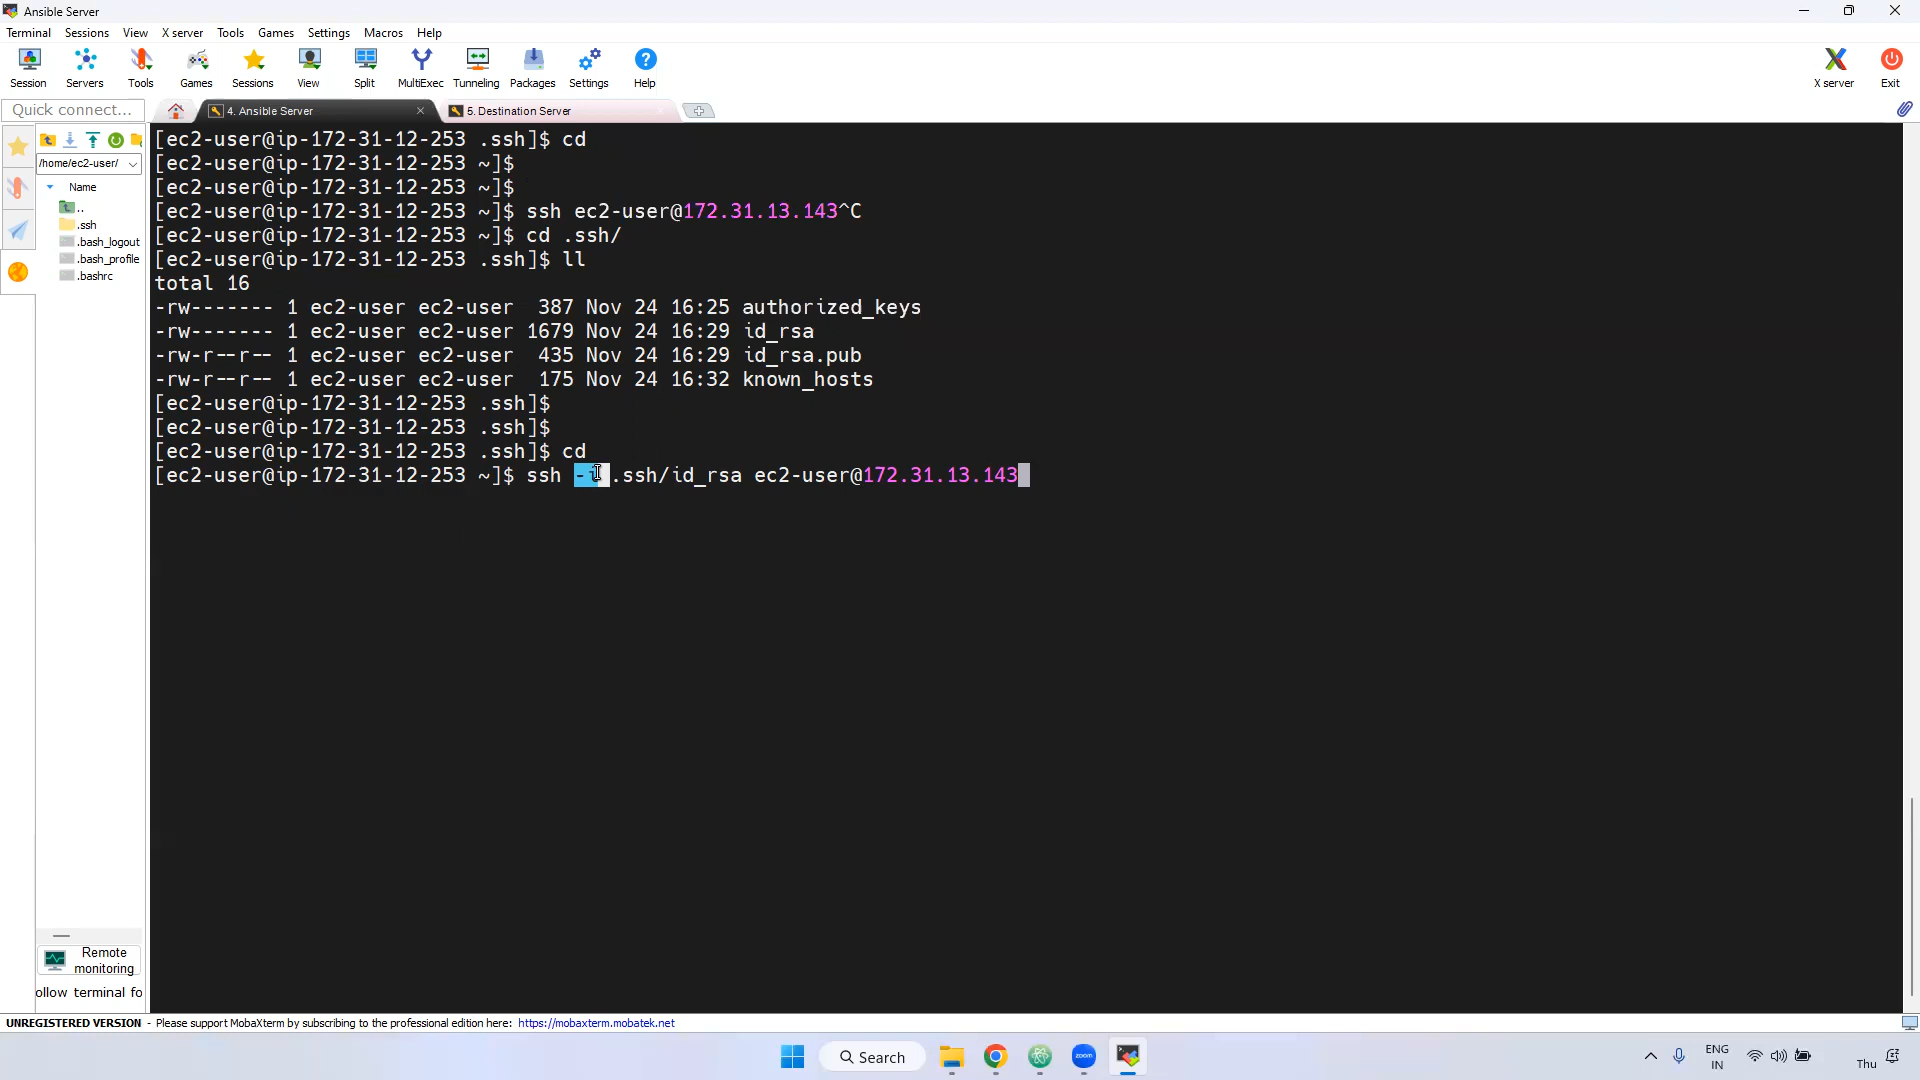 Ansible Server
Terminal Sessions View X server Tools Games Settings Macros Help
Session Servers Tools Games Sessions View Split MultiExec Tunneling Packages Settings Help X server Exit
Quick connect... 4. Ansible Server 5. Destination Server
/home/ec2-user/
Name
..
.ssh
.bash_logout
.bash_profile
.bashrc
[ec2-user@ip-172-31-12-253 .ssh]$ cd
[ec2-user@ip-172-31-12-253 ~]$
[ec2-user@ip-172-31-12-253 ~]$
[ec2-user@ip-172-31-12-253 ~]$ ssh ec2-user@172.31.13.143^C
[ec2-user@ip-172-31-12-253 ~]$ cd .ssh/
[ec2-user@ip-172-31-12-253 .ssh]$ ll
total 16
-rw------- 1 ec2-user ec2-user  387 Nov 24 16:25 authorized_keys
-rw------- 1 ec2-user ec2-user 1679 Nov 24 16:29 id_rsa
-rw-r--r-- 1 ec2-user ec2-user  435 Nov 24 16:29 id_rsa.pub
-rw-r--r-- 1 ec2-user ec2-user  175 Nov 24 16:32 known_hosts
[ec2-user@ip-172-31-12-253 .ssh]$
[ec2-user@ip-172-31-12-253 .ssh]$
[ec2-user@ip-172-31-12-253 .ssh]$ cd
[ec2-user@ip-172-31-12-253 ~]$ ssh -i .ssh/id_rsa ec2-user@172.31.13.143
Remote
monitoring
ollow terminal fo
UNREGISTERED VERSION - Please support MobaXterm by subscribing to the professional edition here: https://mobaxterm.mobatek.net
Search
zoom
ENG
IN
Thu